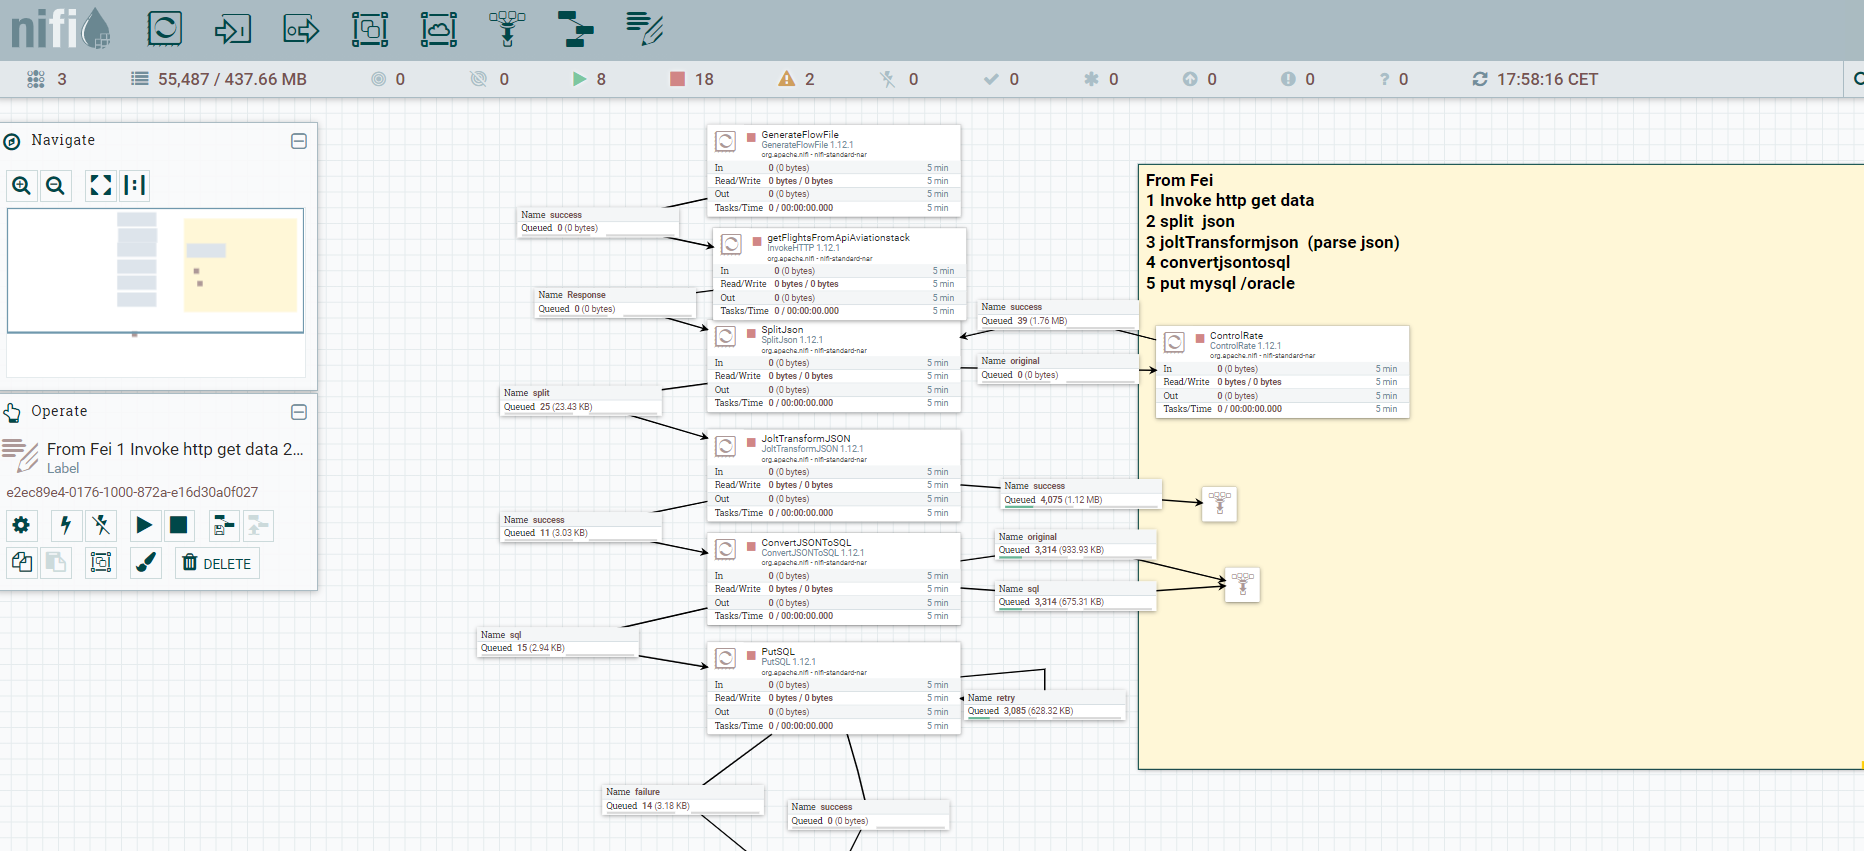 nifi
3
55,487 / 437.66 MB
0
0
8
18
2
0
0
0
0
0
? 0
17:58:16 CET
Navigate
Operate
From Fei 1 Invoke http get data 2...
Label
e2ec89e4-0176-1000-872a-e16d30a0f027
DELETE
GenerateFlowFile
GenerateFlowFile 1.12.1
org.apache.nifi - nifi-standard-nar
In 0 (0 bytes) 5 min
Read/Write 0 bytes / 0 bytes 5 min
Out 0 (0 bytes) 5 min
Tasks/Time 0 / 00:00:00.000 5 min
Name success
Queued 0 (0 bytes)
getFlightsFromApiAviationstack
InvokeHTTP 1.12.1
org.apache.nifi - nifi-standard-nar
In 0 (0 bytes) 5 min
Read/Write 0 bytes / 0 bytes 5 min
Out 0 (0 bytes) 5 min
Tasks/Time 0 / 00:00:00.000 5 min
Name Response
Queued 0 (0 bytes)
SplitJson
SplitJson 1.12.1
org.apache.nifi - nifi-standard-nar
In 0 (0 bytes) 5 min
Read/Write 0 bytes / 0 bytes 5 min
Out 0 (0 bytes) 5 min
Tasks/Time 0 / 00:00:00.000 5 min
Name success
Queued 39 (1.76 MB)
Name original
Queued 0 (0 bytes)
Name split
Queued 25 (23.43 KB)
JoltTransformJSON
JoltTransformJSON 1.12.1
org.apache.nifi - nifi-standard-nar
In 0 (0 bytes) 5 min
Read/Write 0 bytes / 0 bytes 5 min
Out 0 (0 bytes) 5 min
Tasks/Time 0 / 00:00:00.000 5 min
Name success
Queued 4,075 (1.12 MB)
Name success
Queued 11 (3.03 KB)
ConvertJSONToSQL
ConvertJSONToSQL 1.12.1
org.apache.nifi - nifi-standard-nar
In 0 (0 bytes) 5 min
Read/Write 0 bytes / 0 bytes 5 min
Out 0 (0 bytes) 5 min
Tasks/Time 0 / 00:00:00.000 5 min
Name original
Queued 3,314 (933.93 KB)
Name sql
Queued 3,314 (675.31 KB)
Name sql
Queued 15 (2.94 KB)
PutSQL
PutSQL 1.12.1
org.apache.nifi - nifi-standard-nar
In 0 (0 bytes) 5 min
Read/Write 0 bytes / 0 bytes 5 min
Out 0 (0 bytes) 5 min
Tasks/Time 0 / 00:00:00.000 5 min
Name retry
Queued 3,085 (628.32 KB)
Name failure
Queued 14 (3.18 KB)
Name success
Queued 0 (0 bytes)
From Fei
1 Invoke http get data
2 split json
3 joltTransformjson (parse json)
4 convertjsontosql
5 put mysql /oracle
ControlRate
ControlRate 1.12.1
org.apache.nifi - nifi-standard-nar
In 0 (0 bytes) 5 min
Read/Write 0 bytes / 0 bytes 5 min
Out 0 (0 bytes) 5 min
Tasks/Time 0 / 00:00:00.000 5 min